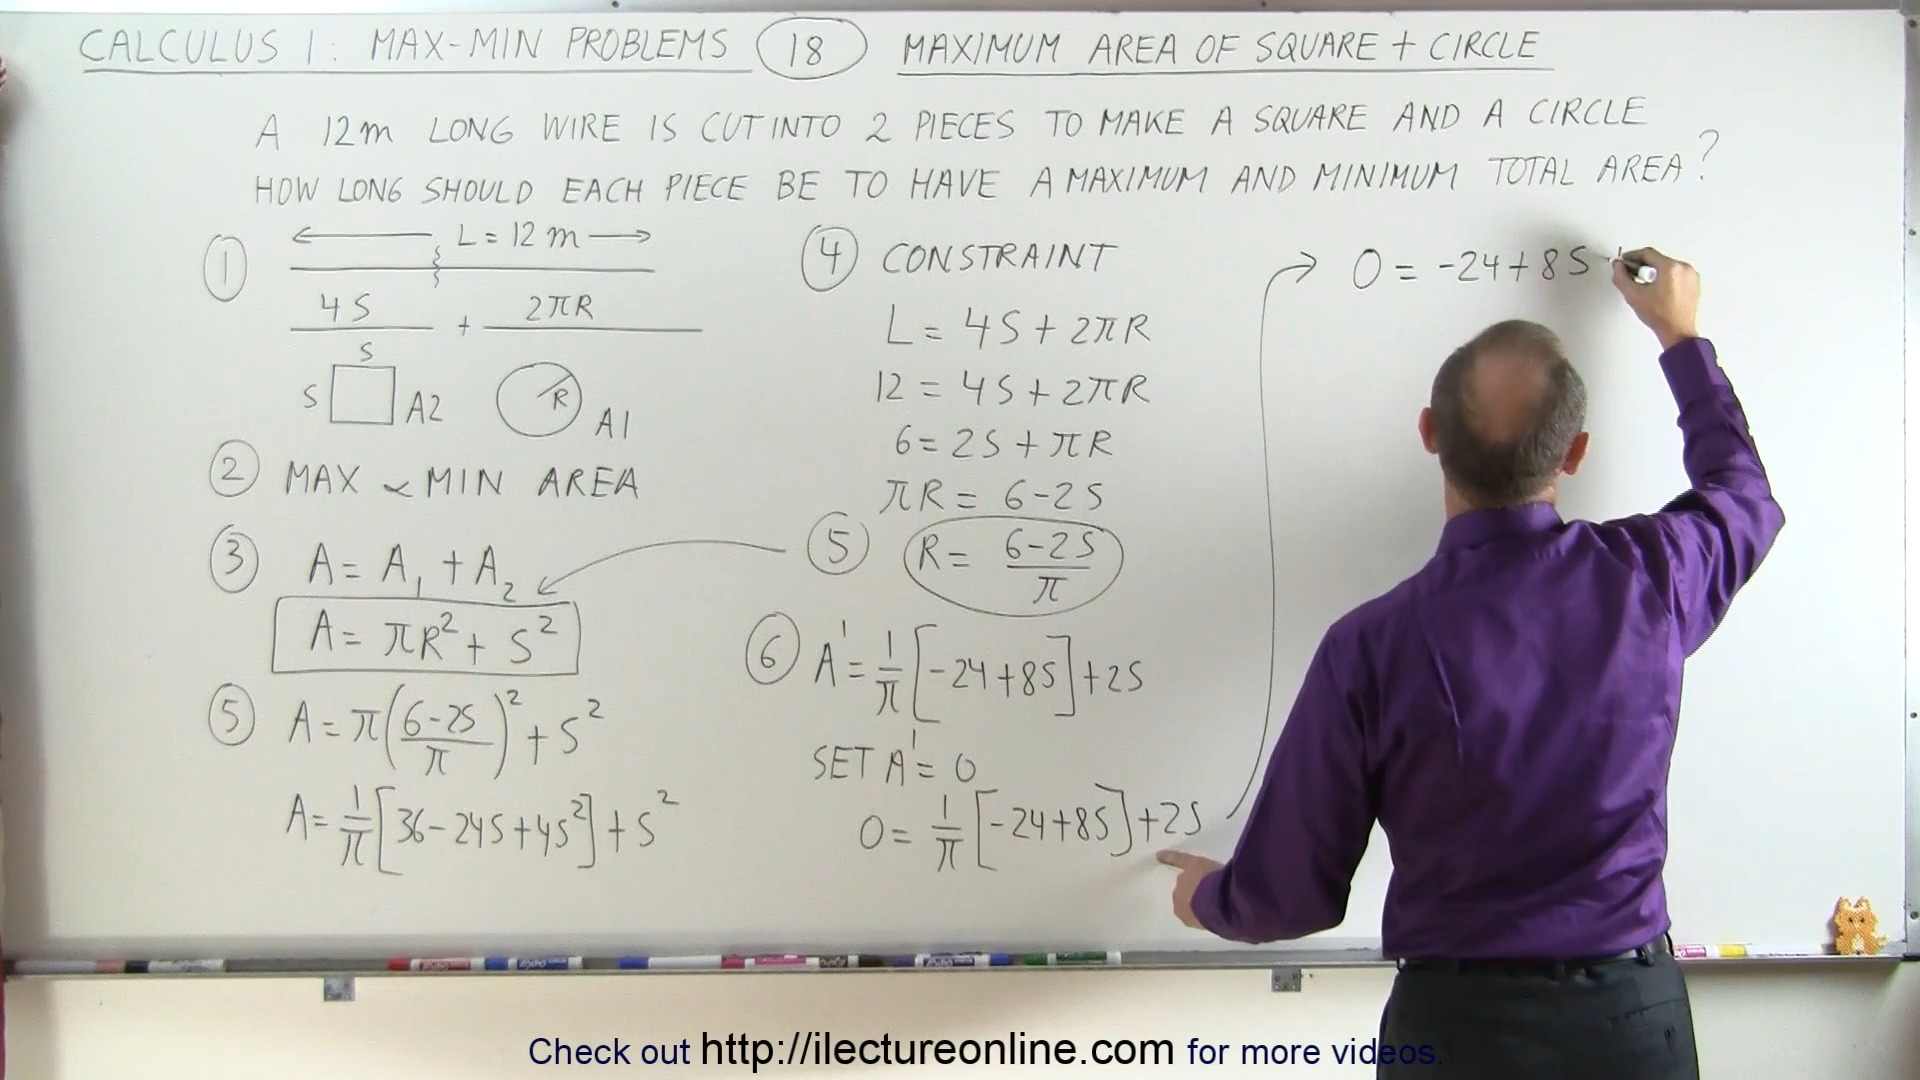 CALCULUS 1: MAX-MIN PROBLEMS 18 MAXIMUM AREA OF SQUARE + CIRCLE
A 12m LONG WIRE IS CUT INTO 2 PIECES TO MAKE A SQUARE AND A CIRCLE
HOW LONG SHOULD EACH PIECE BE TO HAVE A MAXIMUM AND MINIMUM TOTAL AREA?
① L = 12 m
4S + 2πR
S
S A2 R A1
② MAX & MIN AREA
③ A = A₁ + A₂
A = πR² + S²
⑤ A = π((6-2S)/π)² + S²
A = 1/π [36 - 24S + 4S²] + S²
④ CONSTRAINT
L = 4S + 2πR
12 = 4S + 2πR
6 = 2S + πR
πR = 6 - 2S
⑤ R = (6-2S)/π
⑥ A' = 1/π [-24 + 8S] + 2S
SET A' = 0
0 = 1/π [-24 + 8S] + 2S
0 = -24 + 8S +
Check out http://ilectureonline.com for more videos.